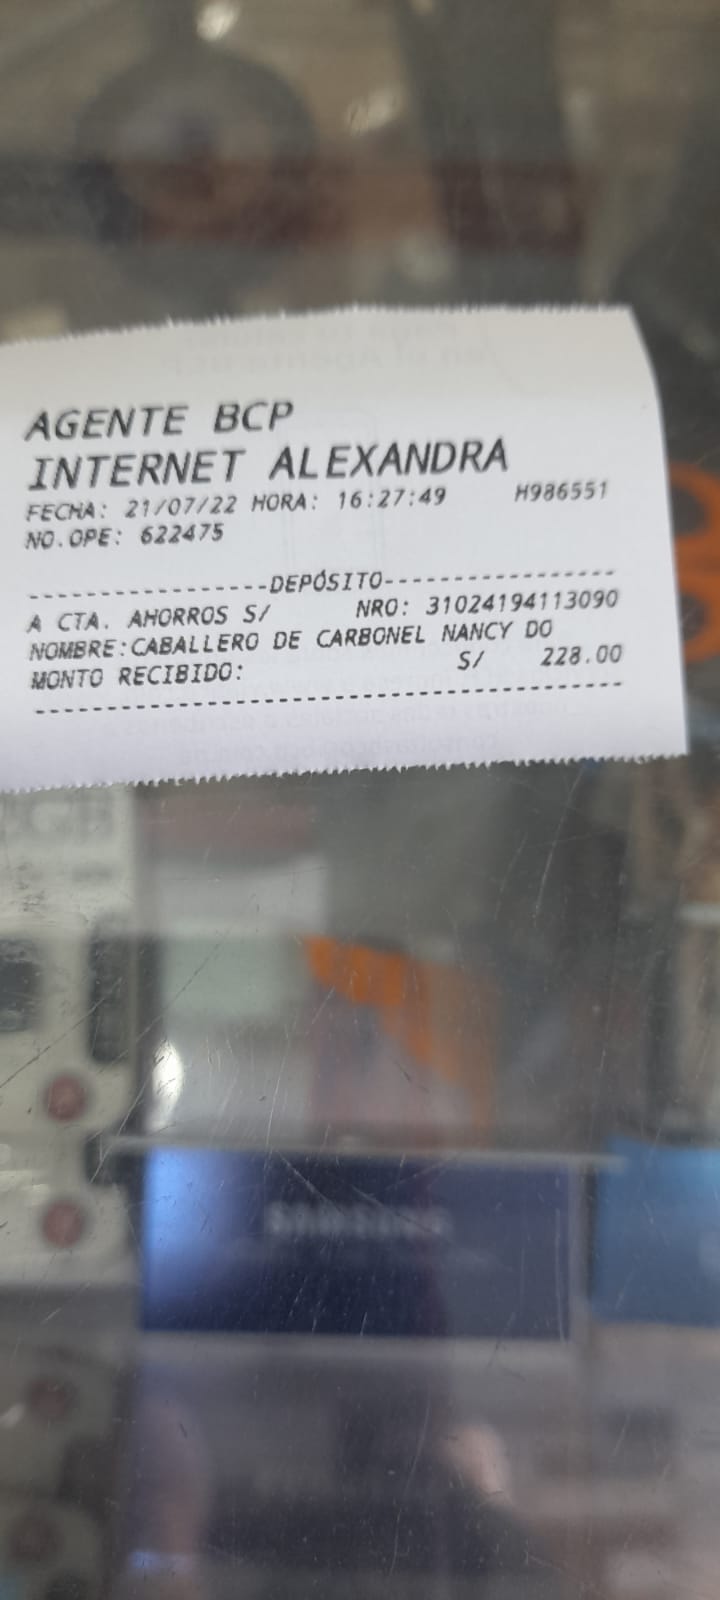 AGENTE BCP
INTERNET ALEXANDRA
FECHA: 21/07/22 HORA: 16:27:49 H986551
NO.OPE: 622475
------------------DEPÓSITO------------------
A CTA. AHORROS S/ NRO: 31024194113090
NOMBRE:CABALLERO DE CARBONEL NANCY DO
MONTO RECIBIDO: S/ 228.00
--------------------------------------------
SAMSUNG